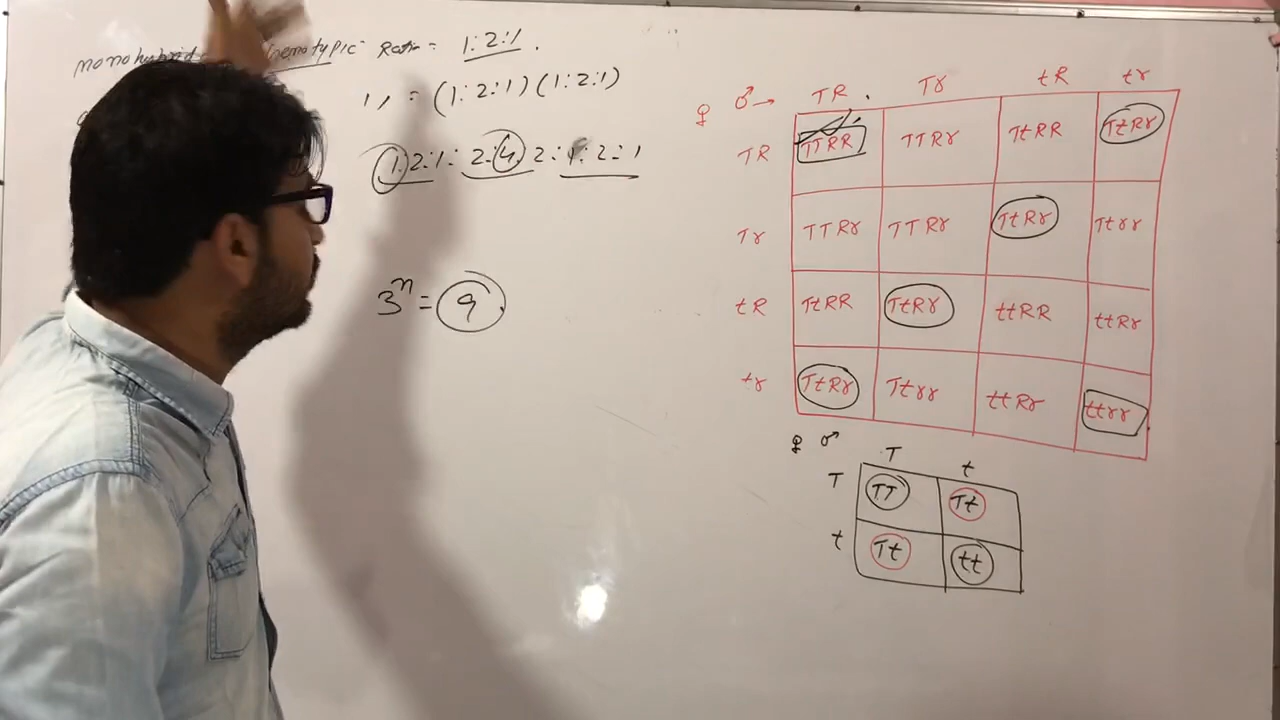 monohybrid Genotypic Ratio = 1:2:1.
,, = (1:2:1)(1:2:1)
1:2:1: 2:4:2:1:2:1
3ⁿ = 9
♀ ♂→ TR Tr tR tr
TR TTRR TTRr TtRR TtRr
Tr TTRr TTRr TtRr Ttrr
tR TtRR TtRr ttRR ttRr
tr TtRr Ttrr ttRr ttrr
♀ ♂
T t
T TT Tt
t Tt tt